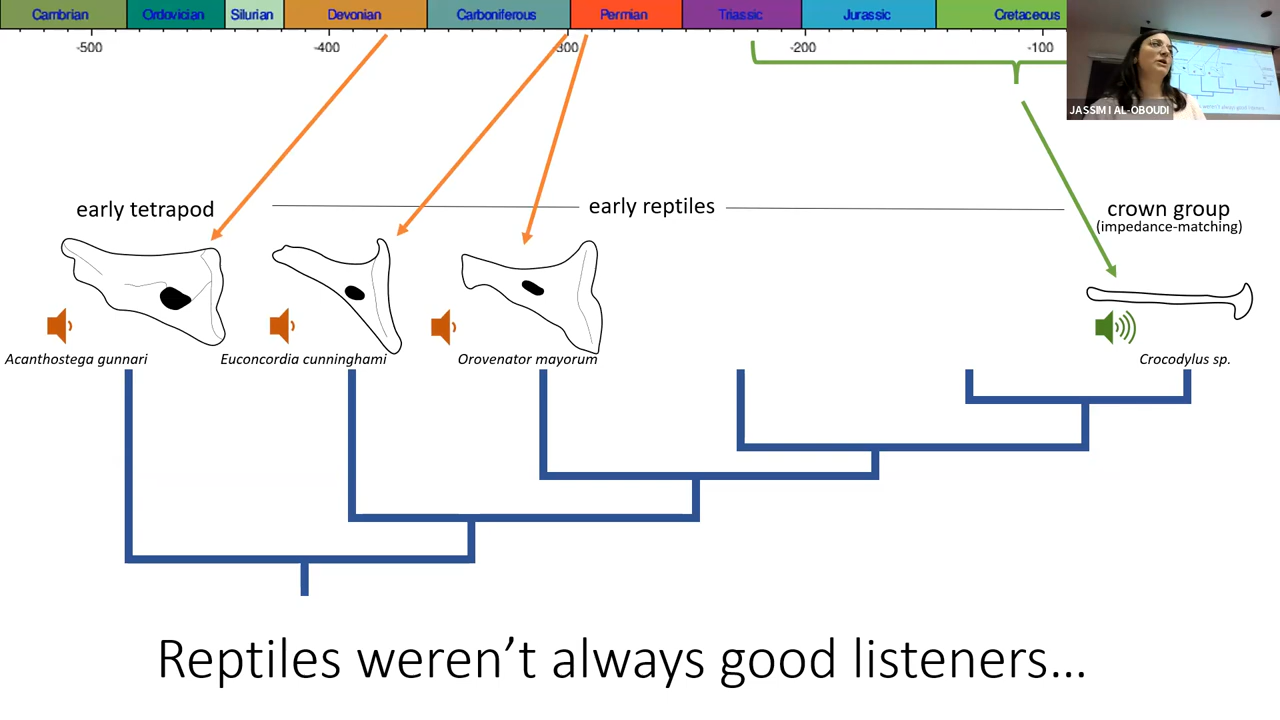 Cambrian Ordovician Silurian Devonian Carboniferous Permian Triassic Jurassic Cretaceous
-500 -400 -300 -200 -100
JASSIM I AL-OBOUDI
early tetrapod early reptiles crown group
(impedance-matching)
Acanthostega gunnari Euconcordia cunninghami Orovenator mayorum Crocodylus sp.
Reptiles weren't always good listeners...